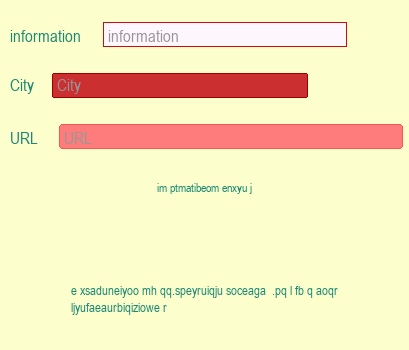 information information
City City
URL URL
im ptmatibeom enxyu j
e xsaduneiyoo mh qq.speyruiqju soceaga .pq l fb q aoqr
ljyufaeaurbiqiziowe r